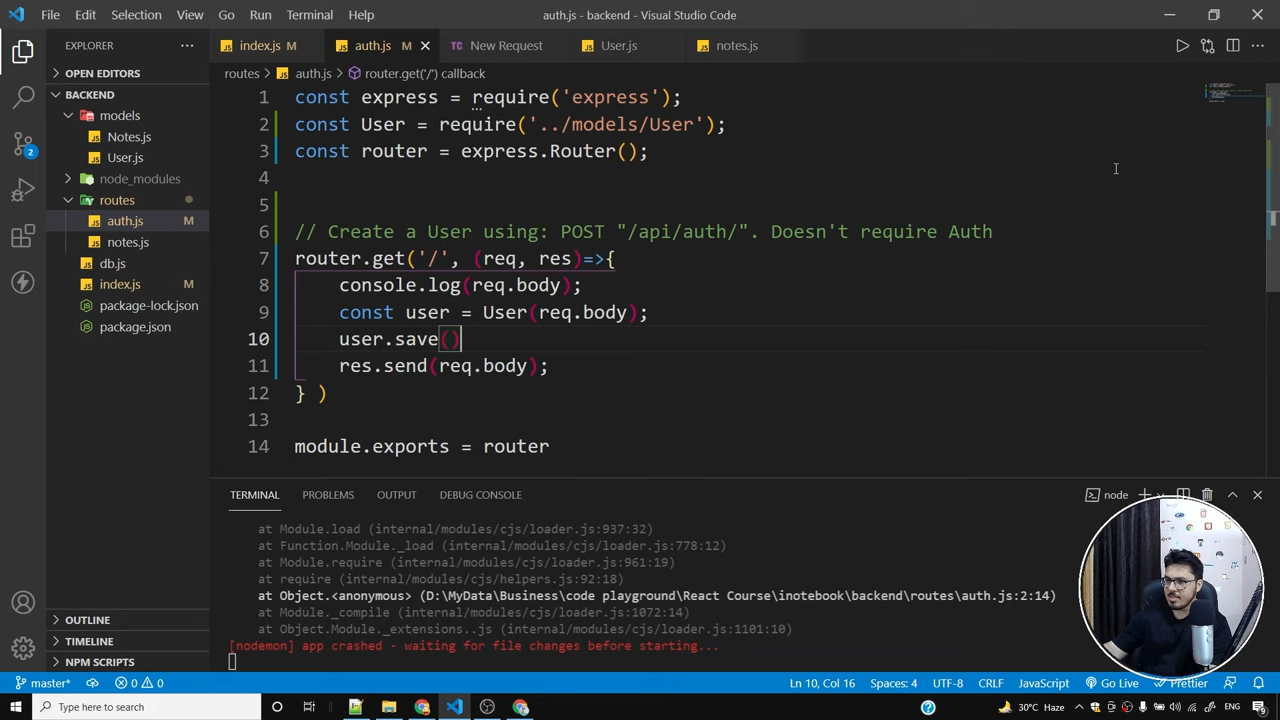 File Edit Selection View Go Run Terminal Help auth.js - backend - Visual Studio Code
EXPLORER
index.js M auth.js M New Request User.js notes.js
OPEN EDITORS
BACKEND
models
Notes.js
User.js
node_modules
routes
auth.js M
notes.js
db.js
index.js M
package-lock.json
package.json
OUTLINE
TIMELINE
NPM SCRIPTS
2
routes > auth.js > router.get('/') callback
1 const express = require('express');
2 const User = require('../models/User');
3 const router = express.Router();
4
5
6 // Create a User using: POST "/api/auth/". Doesn't require Auth
7 router.get('/', (req, res)=>{
8 console.log(req.body);
9 const user = User(req.body);
10 user.save()
11 res.send(req.body);
12 } )
13
14 module.exports = router
TERMINAL PROBLEMS OUTPUT DEBUG CONSOLE node
at Module.load (internal/modules/cjs/loader.js:937:32)
at Function.Module._load (internal/modules/cjs/loader.js:778:12)
at Module.require (internal/modules/cjs/loader.js:961:19)
at require (internal/modules/cjs/helpers.js:92:18)
at Object.<anonymous> (D:\MyData\Business\code playground\React Course\inotebook\backend\routes\auth.js:2:14)
at Module._compile (internal/modules/cjs/loader.js:1072:14)
at Object.Module._extensions..js (internal/modules/cjs/loader.js:1101:10)
[nodemon] app crashed - waiting for file changes before starting...
master* 0 0 Ln 10, Col 16 Spaces: 4 UTF-8 CRLF JavaScript Go Live Prettier
Type here to search 30°C Haze